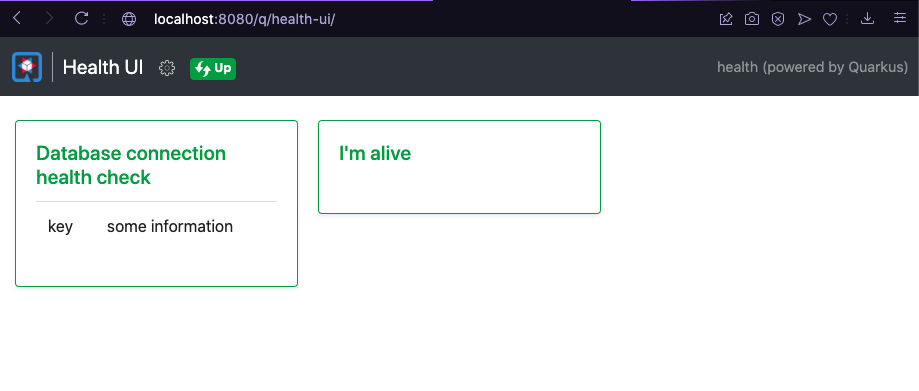 localhost:8080/q/health-ui/
Health UI
Up
health (powered by Quarkus)
Database connection
health check
key some information
I'm alive